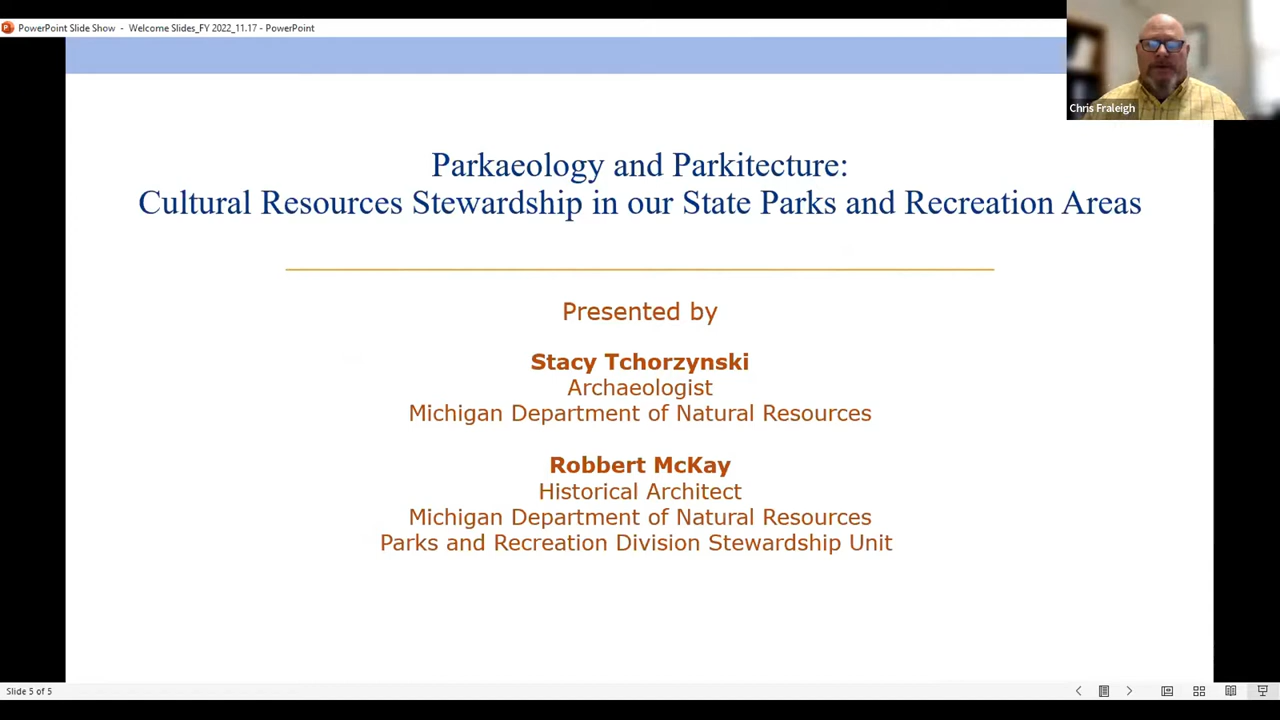 PowerPoint Slide Show - Welcome Slides_FY 2022_11.17 - PowerPoint
Chris Fraleigh
Parkaeology and Parkitecture:
Cultural Resources Stewardship in our State Parks and Recreation Areas
Presented by
Stacy Tchorzynski
Archaeologist
Michigan Department of Natural Resources
Robbert McKay
Historical Architect
Michigan Department of Natural Resources
Parks and Recreation Division Stewardship Unit
Slide 5 of 5